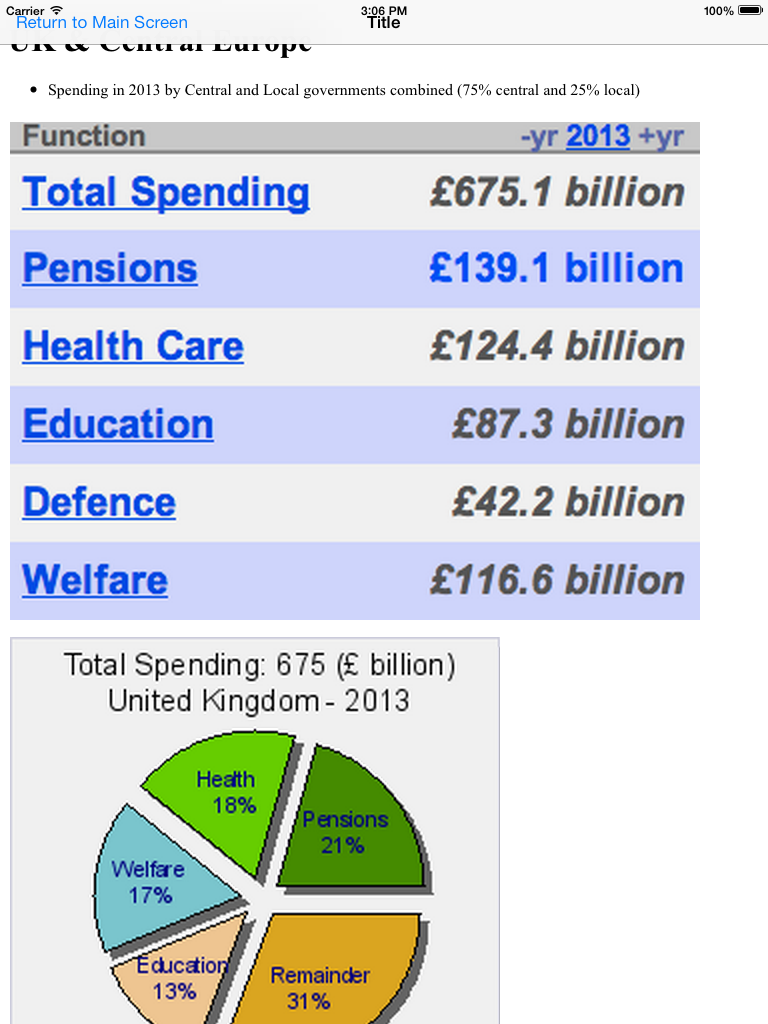 Carrier 3:06 PM 100%
Return to Main Screen Title
UK & Central Europe
• Spending in 2013 by Central and Local governments combined (75% central and 25% local)
Function -yr 2013 +yr
Total Spending £675.1 billion
Pensions £139.1 billion
Health Care £124.4 billion
Education £87.3 billion
Defence £42.2 billion
Welfare £116.6 billion
Total Spending: 675 (£ billion)
United Kingdom - 2013
Health
18%
Pensions
21%
Welfare
17%
Education
13%
Remainder
31%